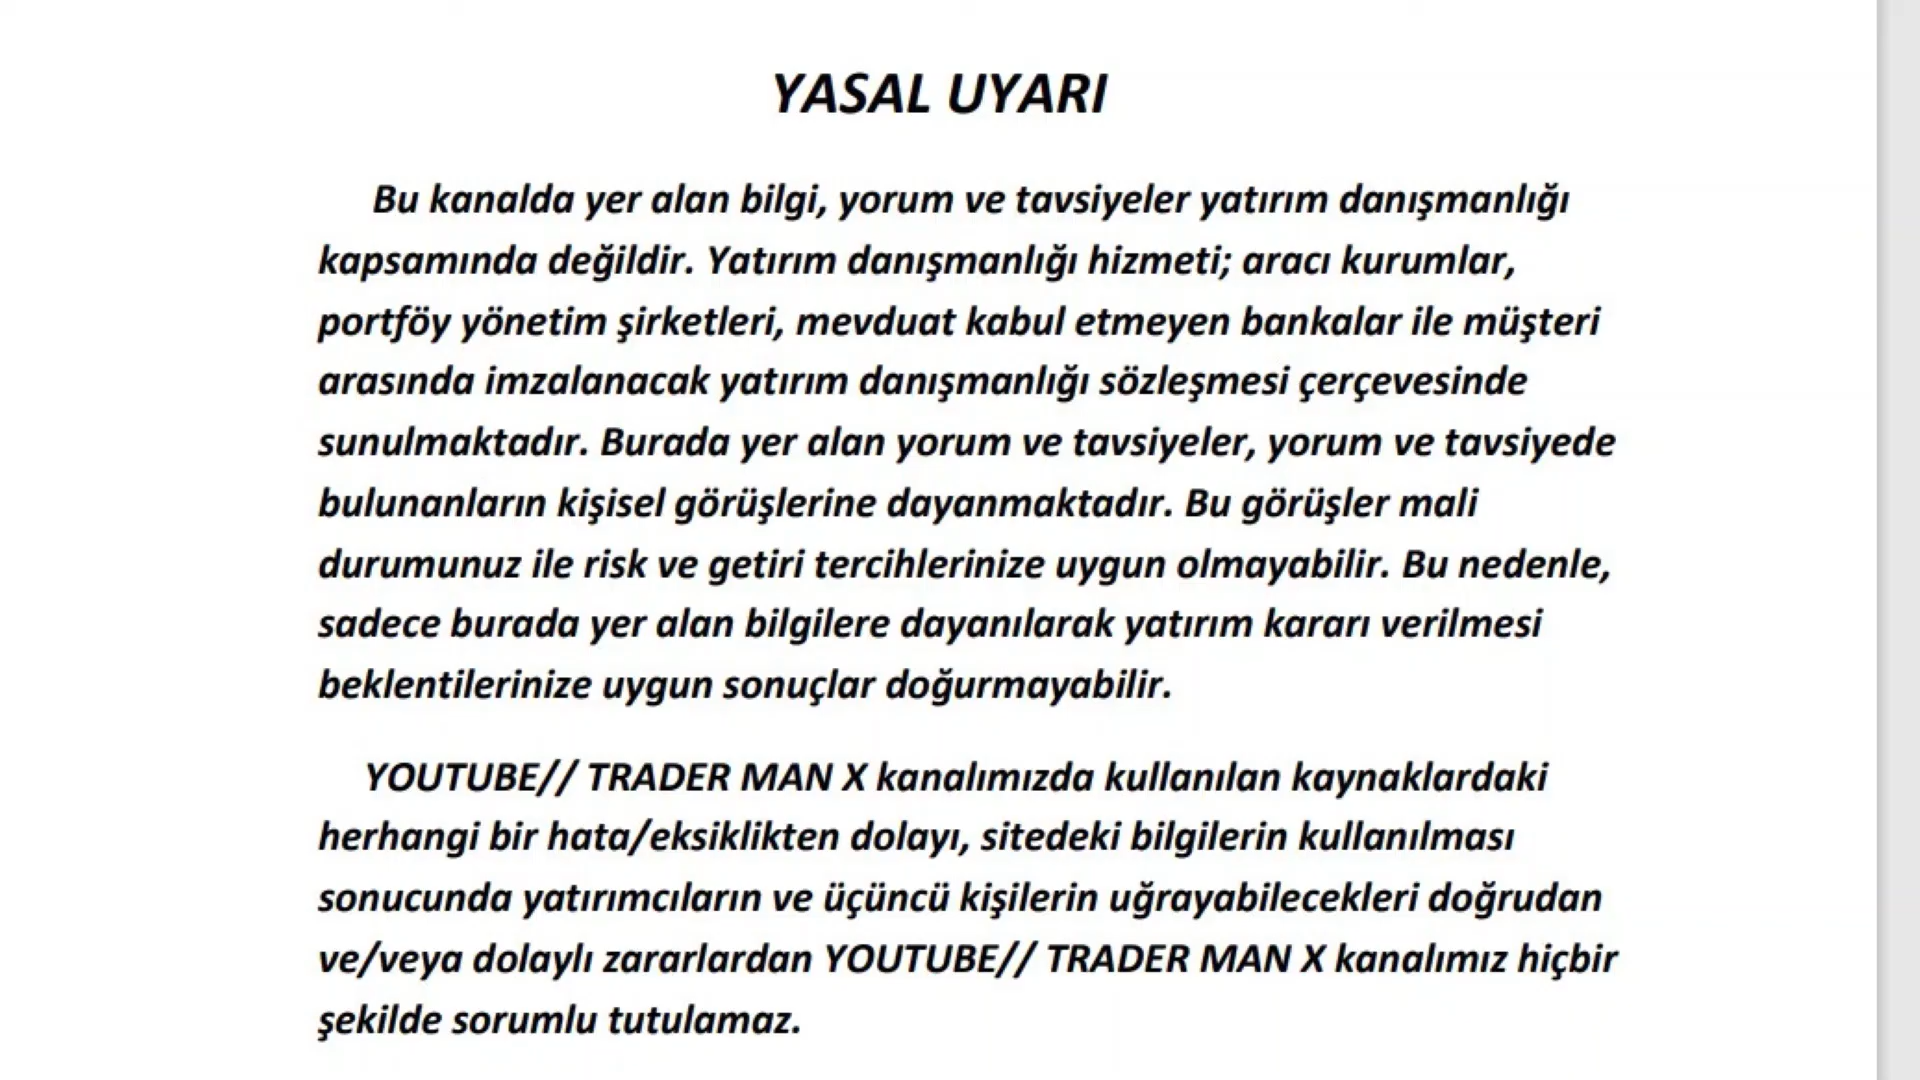 YASAL UYARI
Bu kanalda yer alan bilgi, yorum ve tavsiyeler yatırım danışmanlığı
kapsamında değildir. Yatırım danışmanlığı hizmeti; aracı kurumlar,
portföy yönetim şirketleri, mevduat kabul etmeyen bankalar ile müşteri
arasında imzalanacak yatırım danışmanlığı sözleşmesi çerçevesinde
sunulmaktadır. Burada yer alan yorum ve tavsiyeler, yorum ve tavsiyede
bulunanların kişisel görüşlerine dayanmaktadır. Bu görüşler mali
durumunuz ile risk ve getiri tercihlerinize uygun olmayabilir. Bu nedenle,
sadece burada yer alan bilgilere dayanılarak yatırım kararı verilmesi
beklentilerinize uygun sonuçlar doğurmayabilir.
YOUTUBE// TRADER MAN X kanalımızda kullanılan kaynaklardaki
herhangi bir hata/eksiklikten dolayı, sitedeki bilgilerin kullanılması
sonucunda yatırımcıların ve üçüncü kişilerin uğrayabilecekleri doğrudan
ve/veya dolaylı zararlardan YOUTUBE// TRADER MAN X kanalımız hiçbir
şekilde sorumlu tutulamaz.